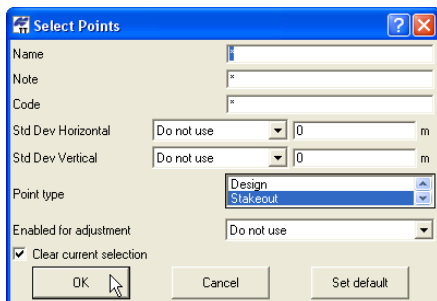 Select Points
Name *
Note *
Code *
Std Dev Horizontal Do not use 0 m
Std Dev Vertical Do not use 0 m
Point type Design
Stakeout
Enabled for adjustment Do not use
Clear current selection
OK Cancel Set default